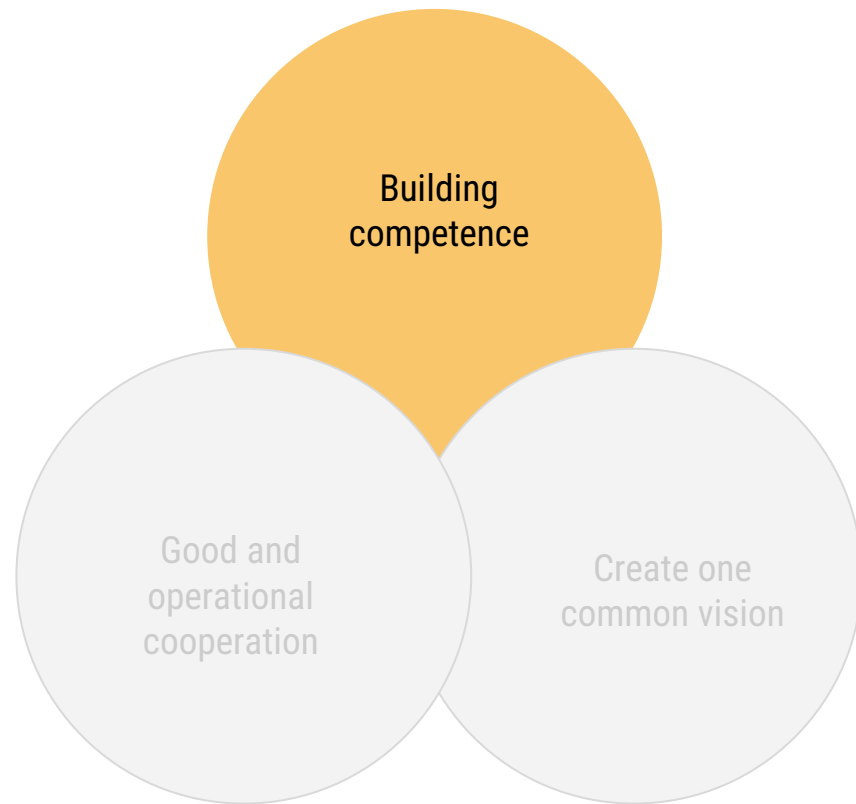 Building
competence
Good and
operational
cooperation
Create one
common vision